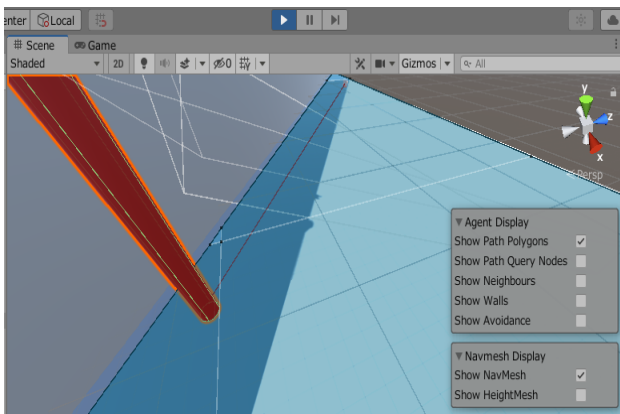 enter Local
Scene Game
Shaded 2D 0 Gizmos All
y
z
x
Persp
Agent Display
Show Path Polygons
Show Path Query Nodes
Show Neighbours
Show Walls
Show Avoidance
Navmesh Display
Show NavMesh
Show HeightMesh